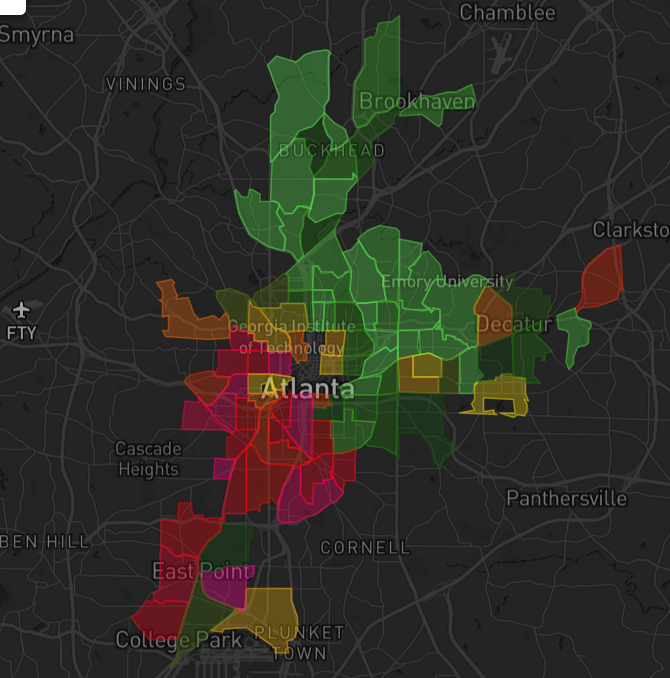 Chamblee
Smyrna
VININGS
Brookhaven
BUCKHEAD
Clarksto
Emory University
FTY
Georgia Institute
of Technology
Decatur
Atlanta
Cascade
Heights
Panthersville
BEN HILL
CORNELL
East Point
College Park
PLUNKET
TOWN